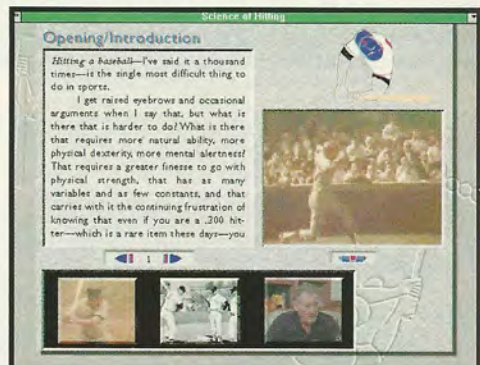 Science of Hitting
Opening/Introduction
Hitting a baseball—I've said it a thousand
times—is the single most difficult thing to
do in sports.
I get raised eyebrows and occasional
arguments when I say that, but what is
there that is harder to do? What is there
that requires more natural ability, more
physical dexterity, more mental alertness?
That requires a greater finesse to go with
physical strength, that has as many
variables and as few constants, and that
carries with it the continuing frustration of
knowing that even if you are a .300 hit-
ter—which is a rare item these days—you
1